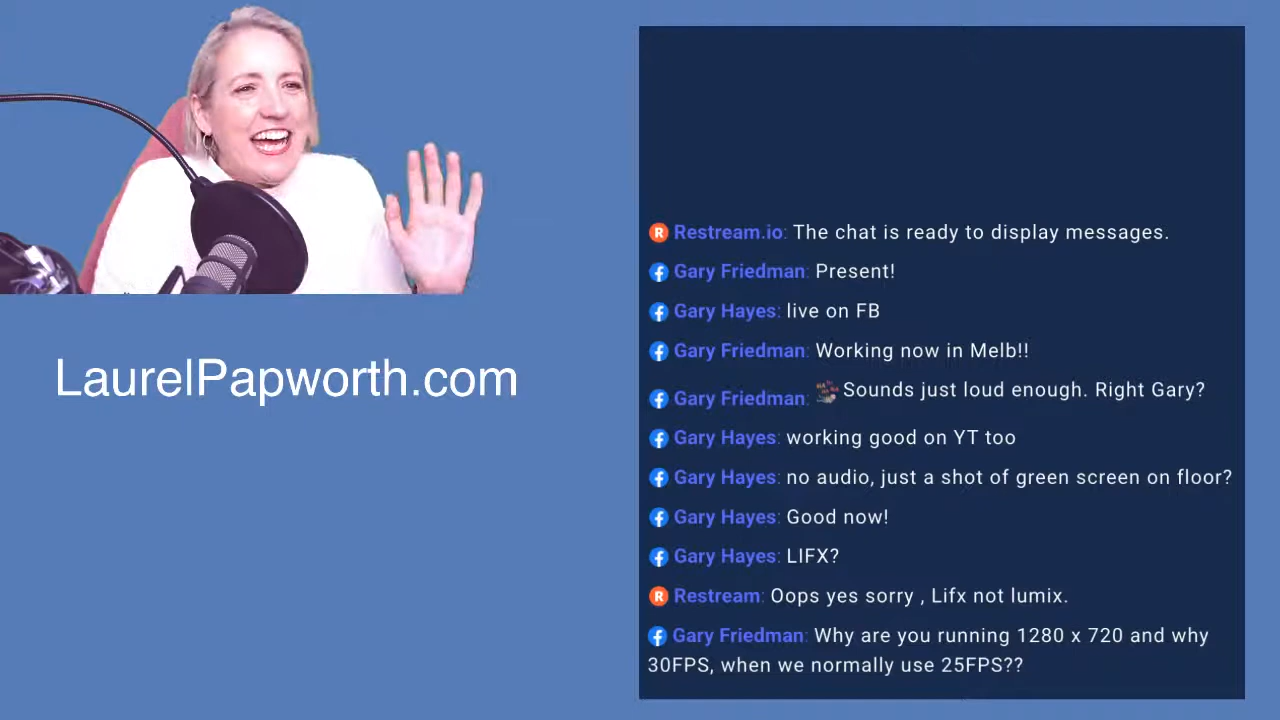 LaurelPapworth.com
Restream.io: The chat is ready to display messages.
Gary Friedman: Present!
Gary Hayes: live on FB
Gary Friedman: Working now in Melb!!
Gary Friedman: Sounds just loud enough. Right Gary?
Gary Hayes: working good on YT too
Gary Hayes: no audio, just a shot of green screen on floor?
Gary Hayes: Good now!
Gary Hayes: LIFX?
Restream: Oops yes sorry , Lifx not lumix.
Gary Friedman: Why are you running 1280 x 720 and why
30FPS, when we normally use 25FPS??